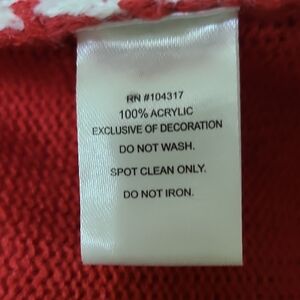 RN #104317
100% ACRYLIC
EXCLUSIVE OF DECORATION
DO NOT WASH.
SPOT CLEAN ONLY.
DO NOT IRON.